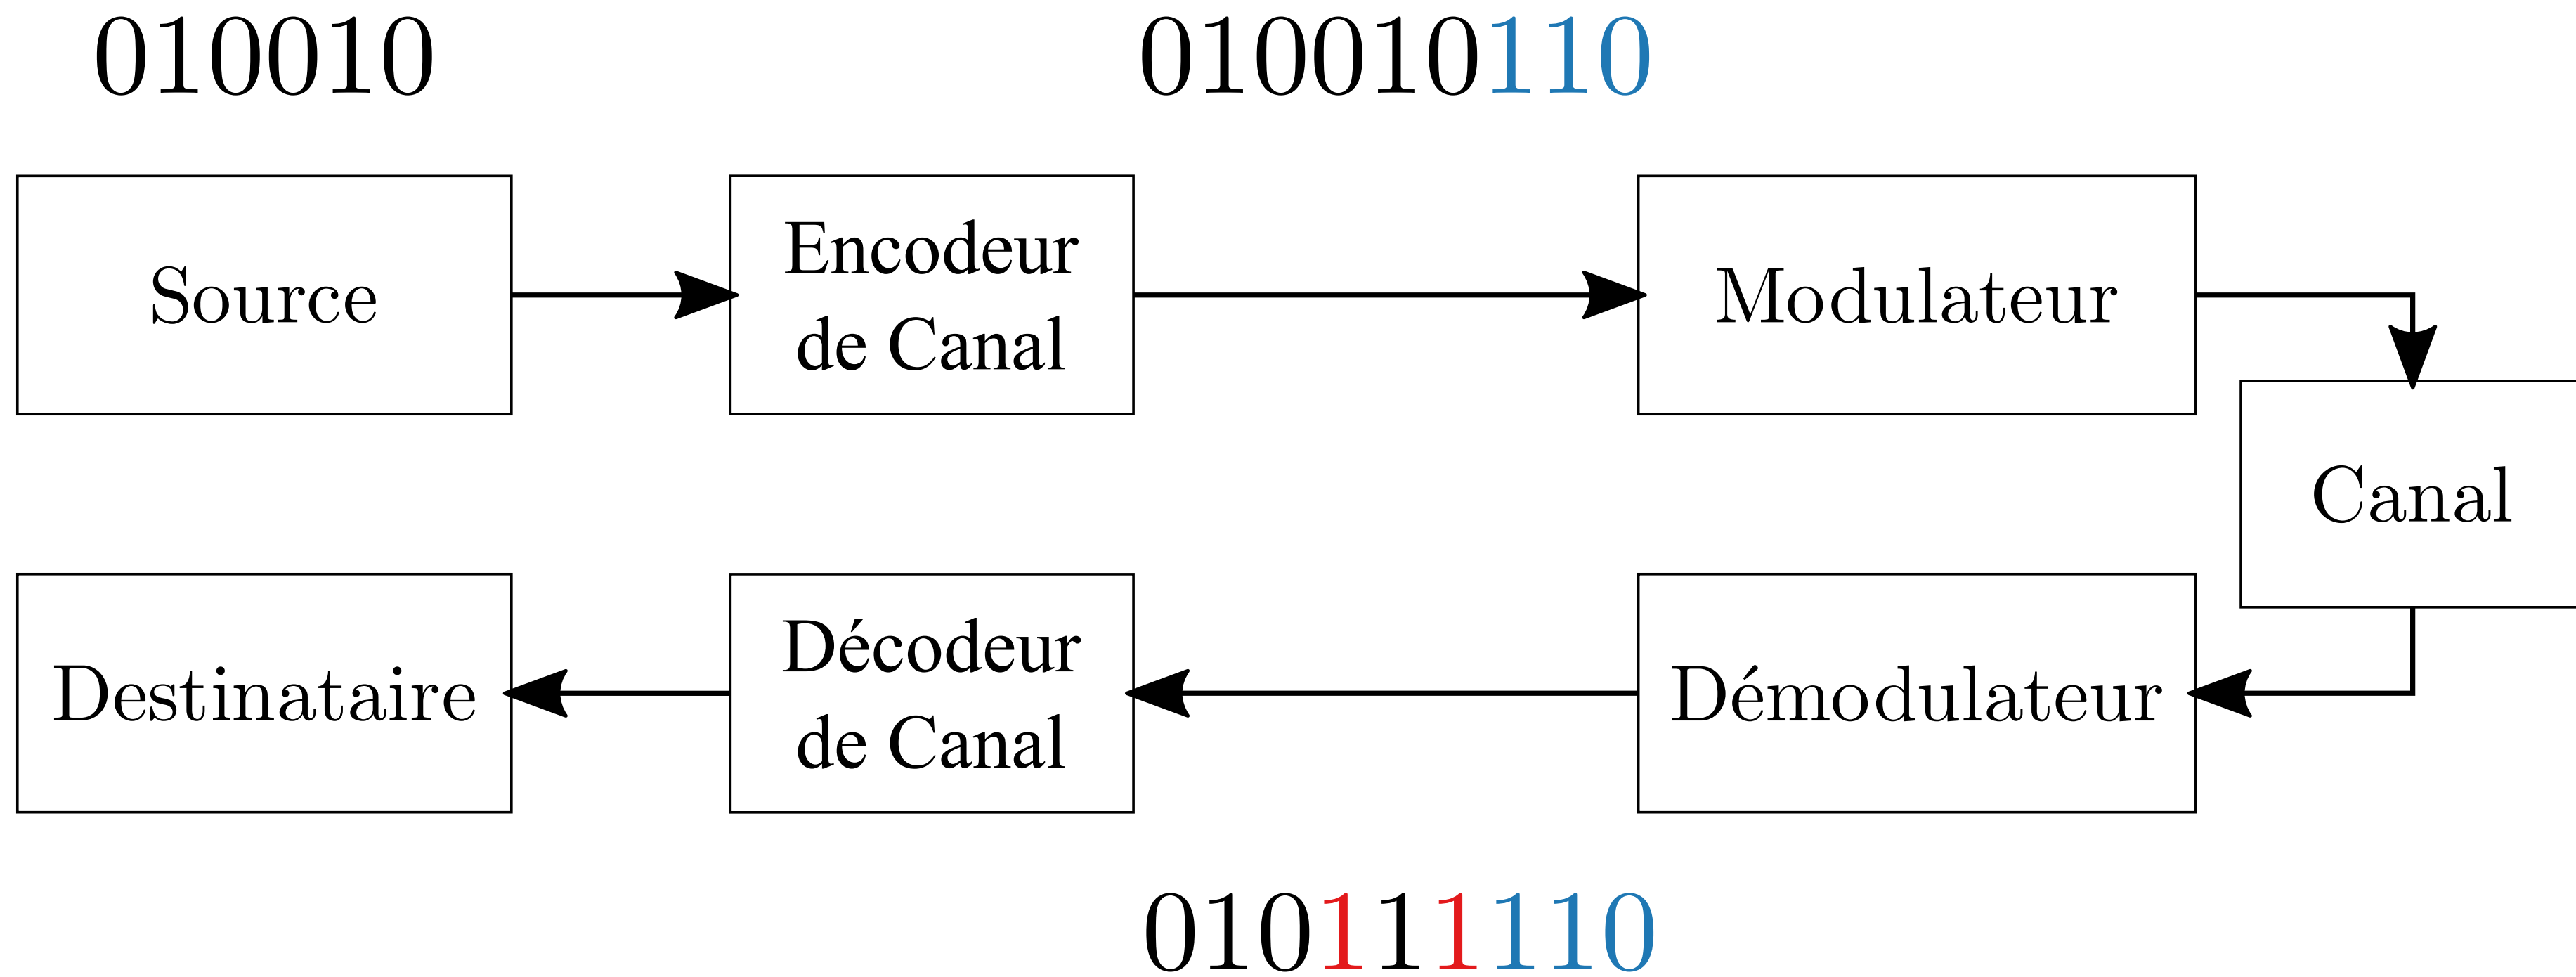 010010
010010110
Source
Encodeur
de Canal
Modulateur
Canal
Destinataire
Décodeur
de Canal
Démodulateur
010111110